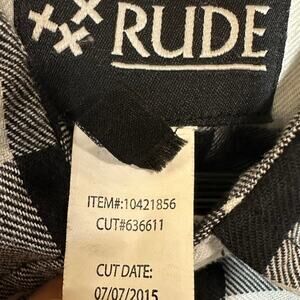 RUDE
ITEM#:10421856
CUT#636611
CUT DATE:
07/07/2015